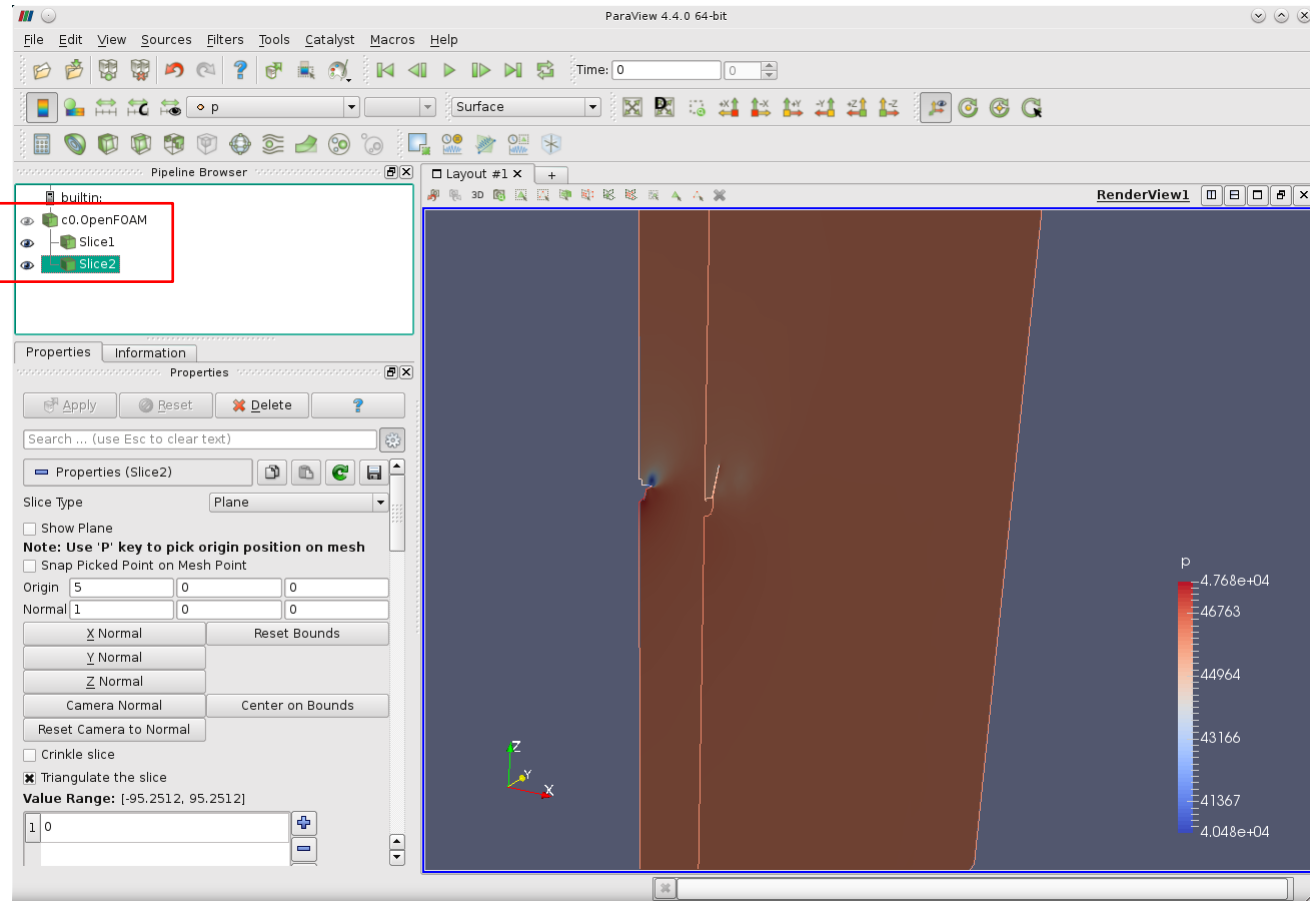 ParaView 4.4.0 64-bit
File Edit View Sources Filters Tools Catalyst Macros Help
Time: 0 0
p Surface
Pipeline Browser
Layout #1
3D RenderView1
builtin:
c0.OpenFOAM
Slice1
Slice2
Properties Information
Properties
Apply Reset Delete ?
Search ... (use Esc to clear text)
Properties (Slice2)
Slice Type Plane
Show Plane
Note: Use 'P' key to pick origin position on mesh
Snap Picked Point on Mesh Point
Origin 5 0 0
Normal 1 0 0
X Normal Reset Bounds
Y Normal
Z Normal
Camera Normal Center on Bounds
Reset Camera to Normal
Crinkle slice
Triangulate the slice
Value Range: [-95.2512, 95.2512]
1 0
Z
Y
X
p
4.768e+04
46763
44964
43166
41367
4.048e+04